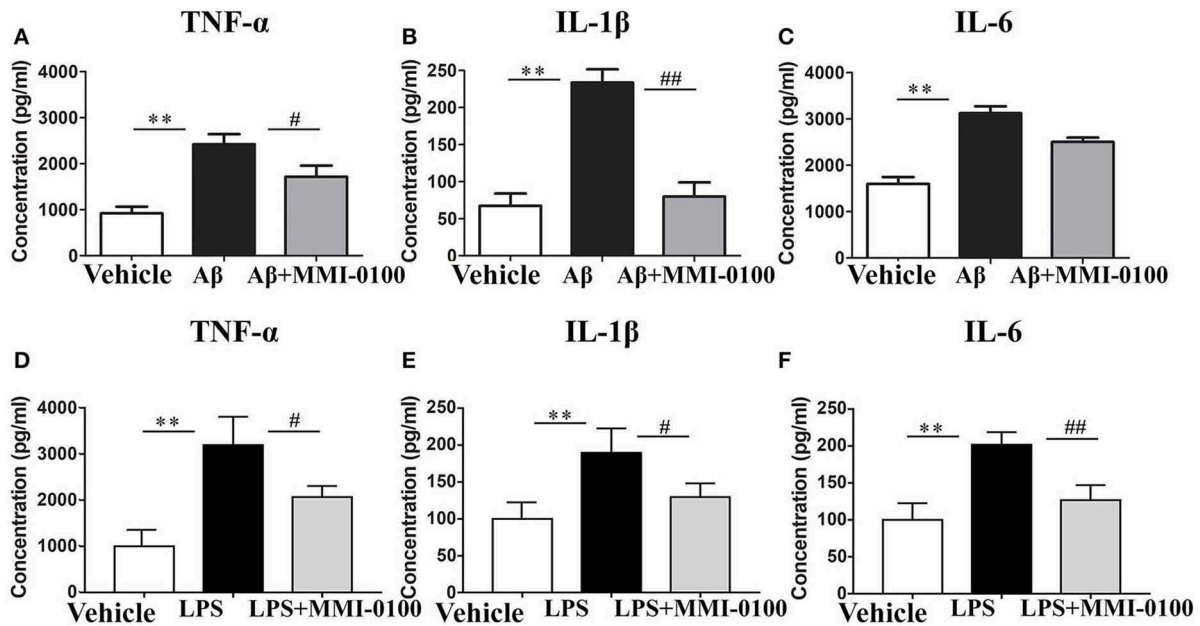 A
TNF-α
Concentration (pg/ml)
4000
3000
2000
1000
0
**
#
Vehicle Aβ Aβ+MMI-0100
B
IL-1β
Concentration (pg/ml)
250
200
150
100
50
0
**
##
Vehicle Aβ Aβ+MMI-0100
C
IL-6
Concentration (pg/ml)
4000
3000
2000
1000
0
**
Vehicle Aβ Aβ+MMI-0100
D
TNF-α
Concentration (pg/ml)
4000
3000
2000
1000
0
**
#
Vehicle LPS LPS+MMI-0100
E
IL-1β
Concentration (pg/ml)
250
200
150
100
50
0
**
#
Vehicle LPS LPS+MMI-0100
F
IL-6
Concentration (pg/ml)
250
200
150
100
50
0
**
##
Vehicle LPS LPS+MMI-0100